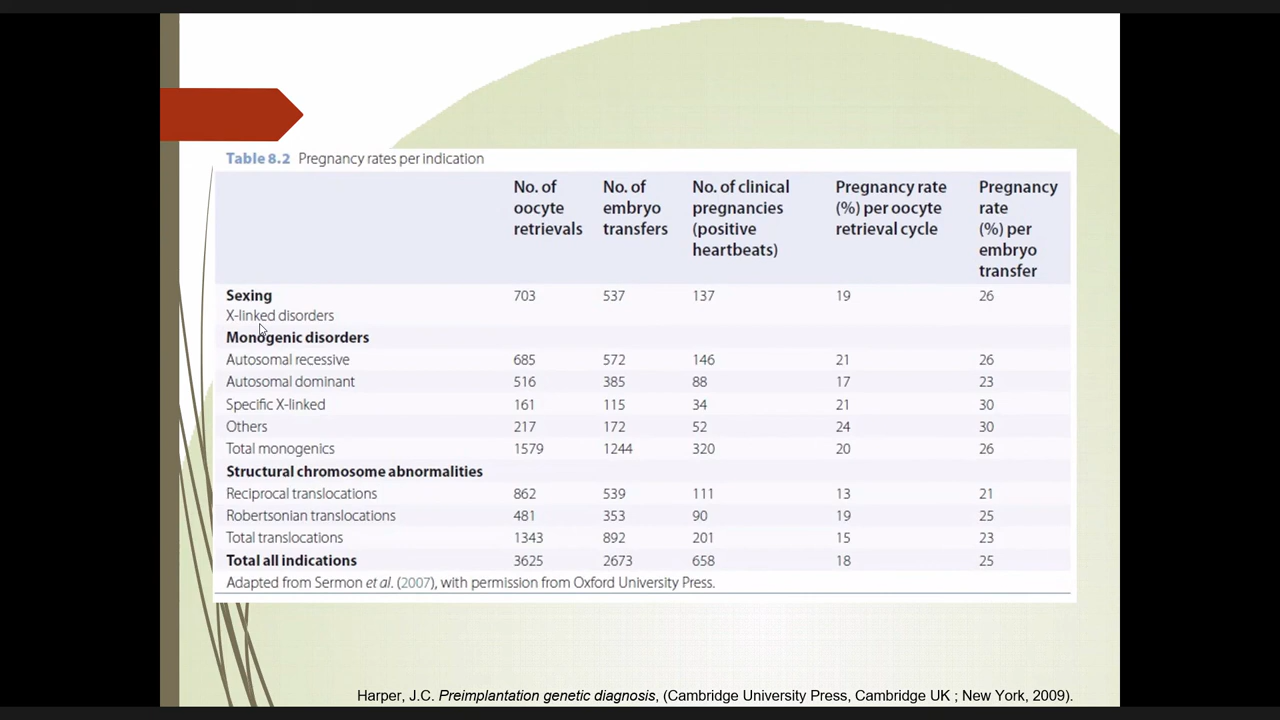 Table 8.2 Pregnancy rates per indication
No. of oocyte retrievals No. of embryo transfers No. of clinical pregnancies (positive heartbeats) Pregnancy rate (%) per oocyte retrieval cycle Pregnancy rate (%) per embryo transfer
Sexing 703 537 137 19 26
X-linked disorders
Monogenic disorders
Autosomal recessive 685 572 146 21 26
Autosomal dominant 516 385 88 17 23
Specific X-linked 161 115 34 21 30
Others 217 172 52 24 30
Total monogenics 1579 1244 320 20 26
Structural chromosome abnormalities
Reciprocal translocations 862 539 111 13 21
Robertsonian translocations 481 353 90 19 25
Total translocations 1343 892 201 15 23
Total all indications 3625 2673 658 18 25
Adapted from Sermon et al. (2007), with permission from Oxford University Press.
Harper, J.C. Preimplantation genetic diagnosis, (Cambridge University Press, Cambridge UK ; New York, 2009).